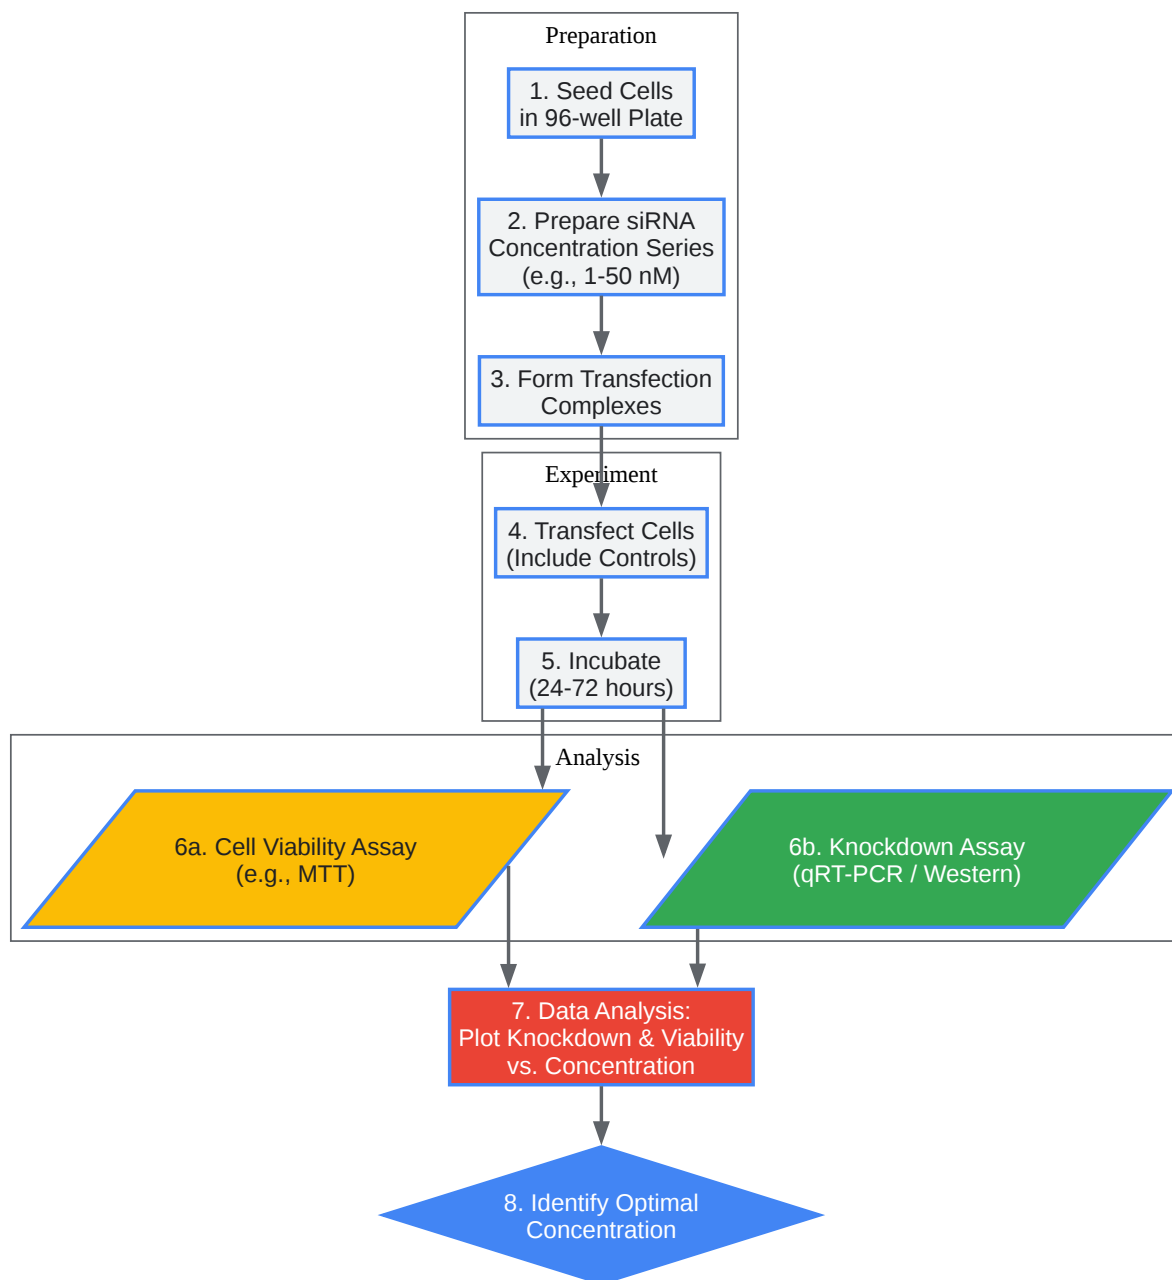 Preparation
1. Seed Cells
in 96-well Plate
2. Prepare siRNA
Concentration Series
(e.g., 1-50 nM)
3. Form Transfection
Complexes
Experiment
4. Transfect Cells
(Include Controls)
5. Incubate
(24-72 hours)
Analysis
6a. Cell Viability Assay
(e.g., MTT)
6b. Knockdown Assay
(qRT-PCR / Western)
7. Data Analysis:
Plot Knockdown & Viability
vs. Concentration
8. Identify Optimal
Concentration